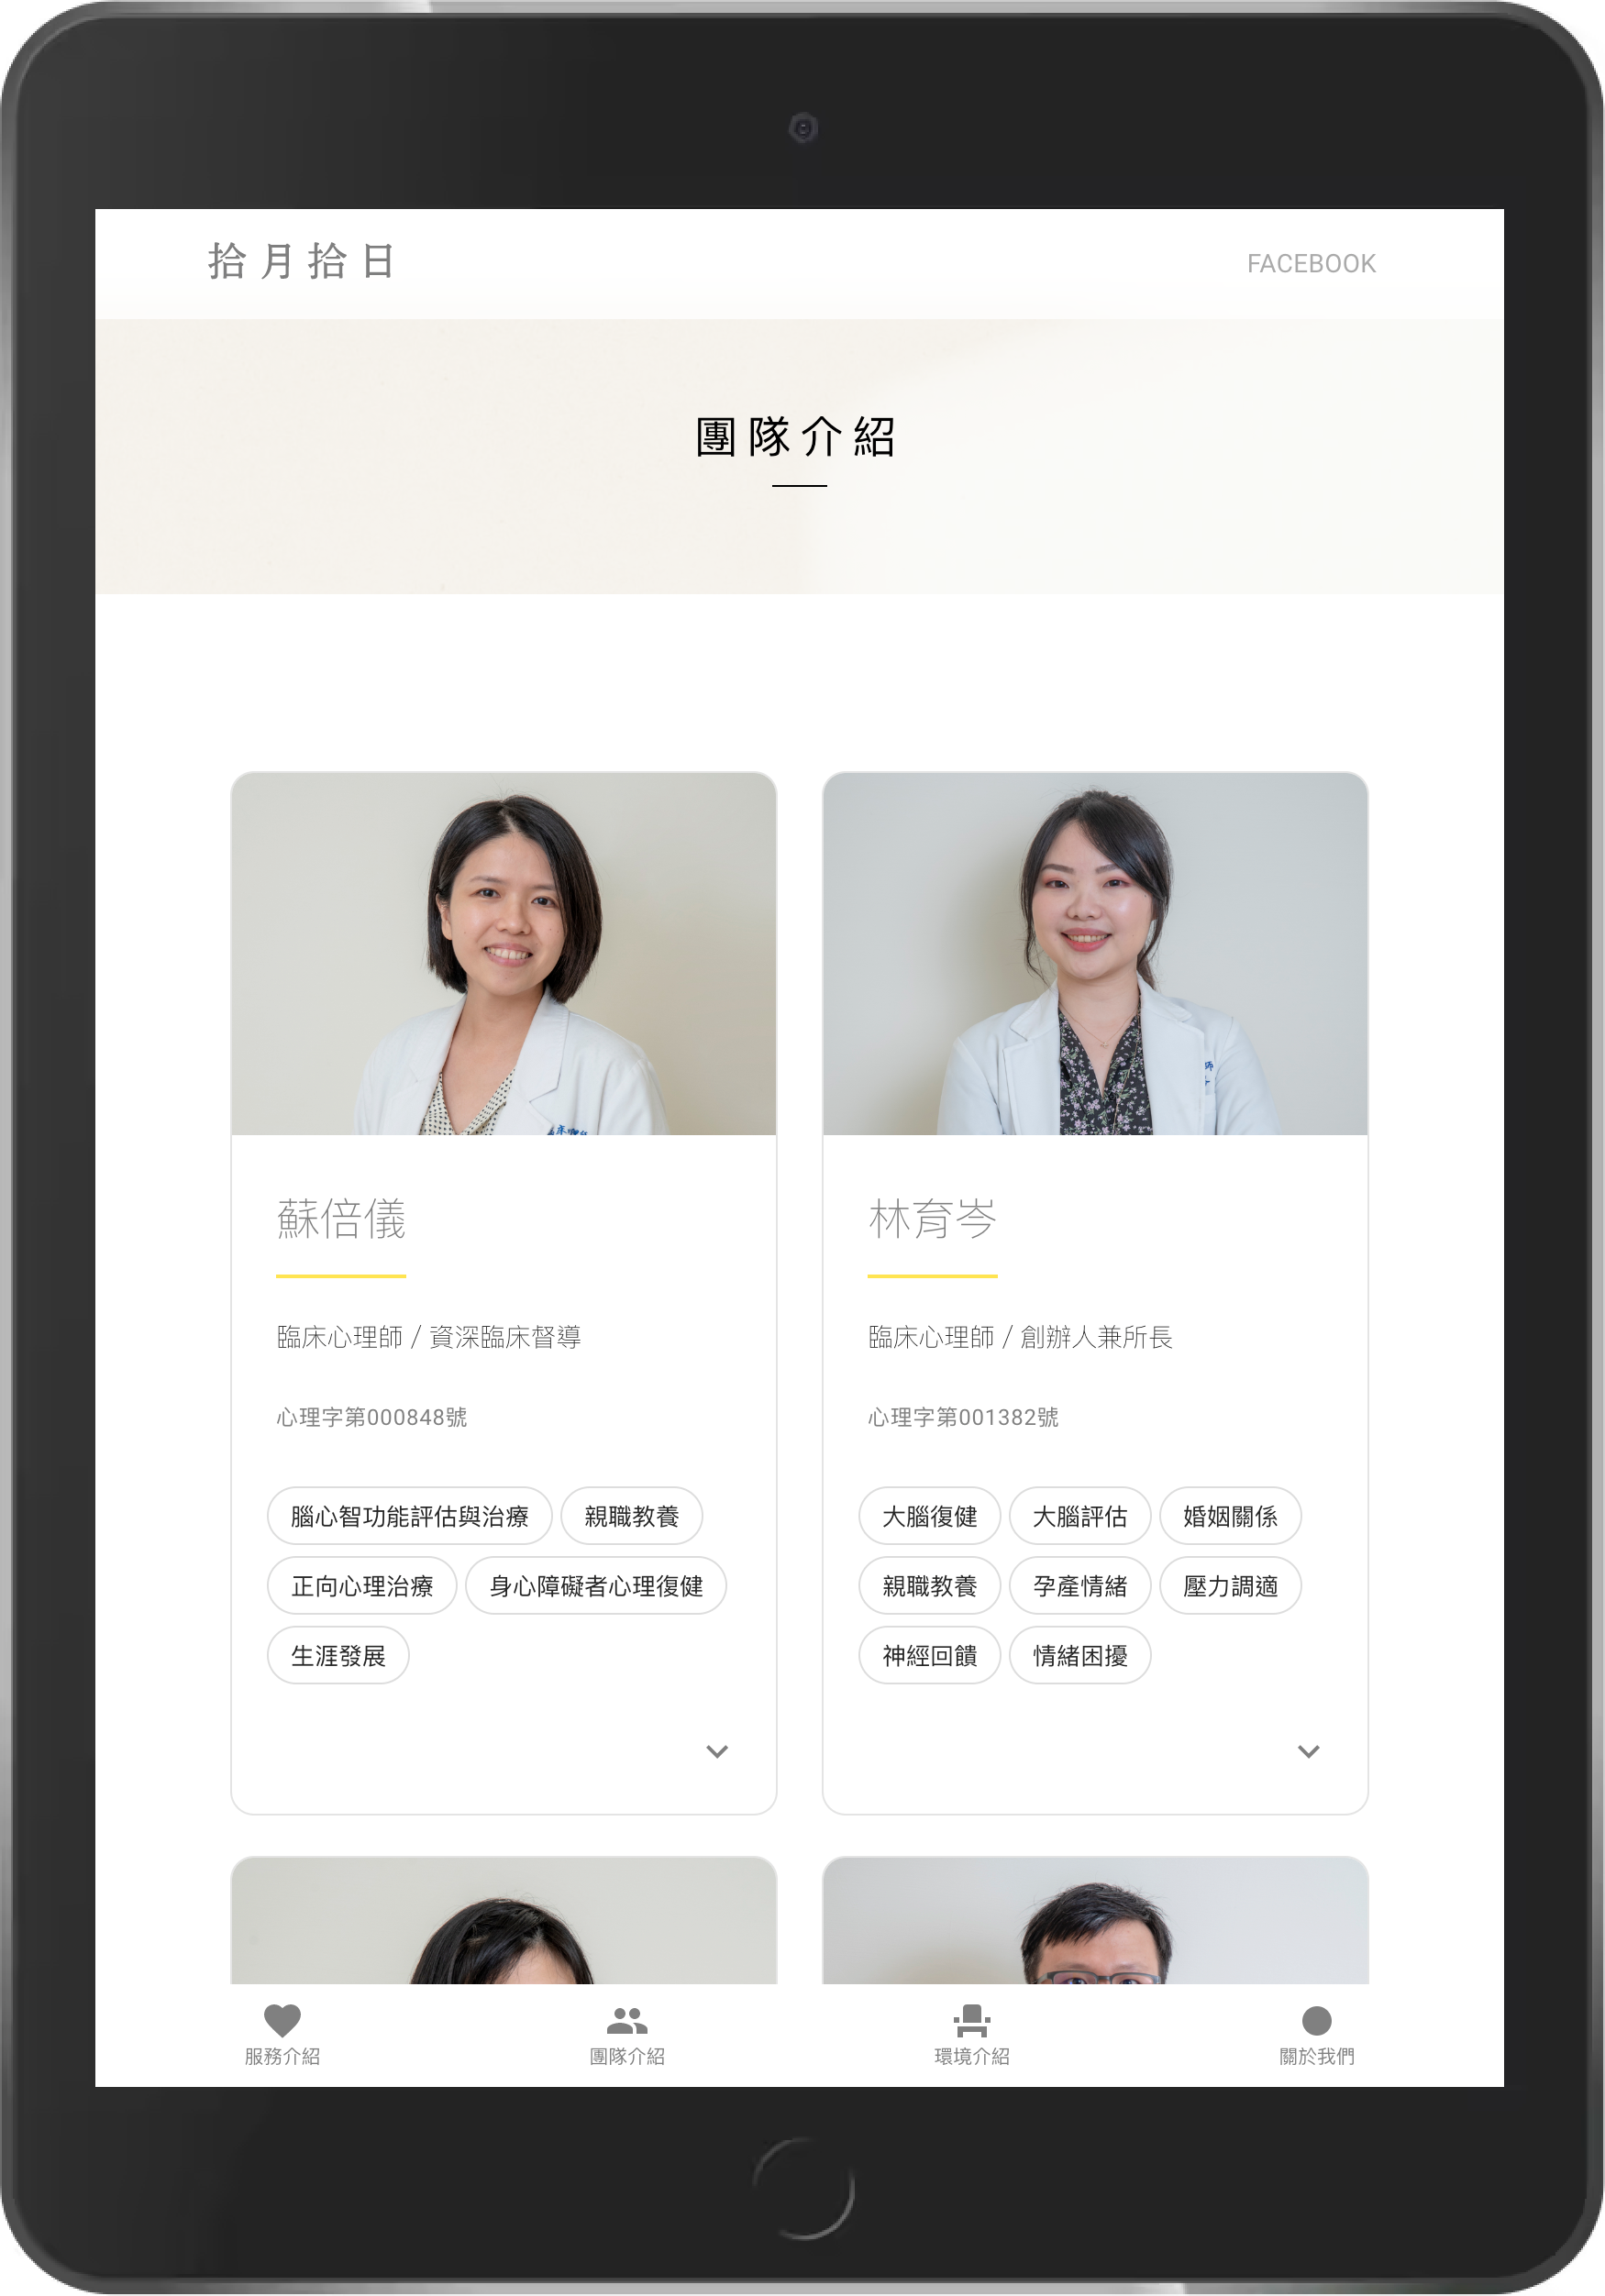 拾月拾日
FACEBOOK
團隊介紹
蘇倍儀
臨床心理師 / 資深臨床督導
心理字第000848號
腦心智功能評估與治療 親職教養
正向心理治療 身心障礙者心理復健
生涯發展
林育岑
臨床心理師 / 創辦人兼所長
心理字第001382號
大腦復健 大腦評估 婚姻關係
親職教養 孕產情緒 壓力調適
神經回饋 情緒困擾
服務介紹
團隊介紹
環境介紹
關於我們